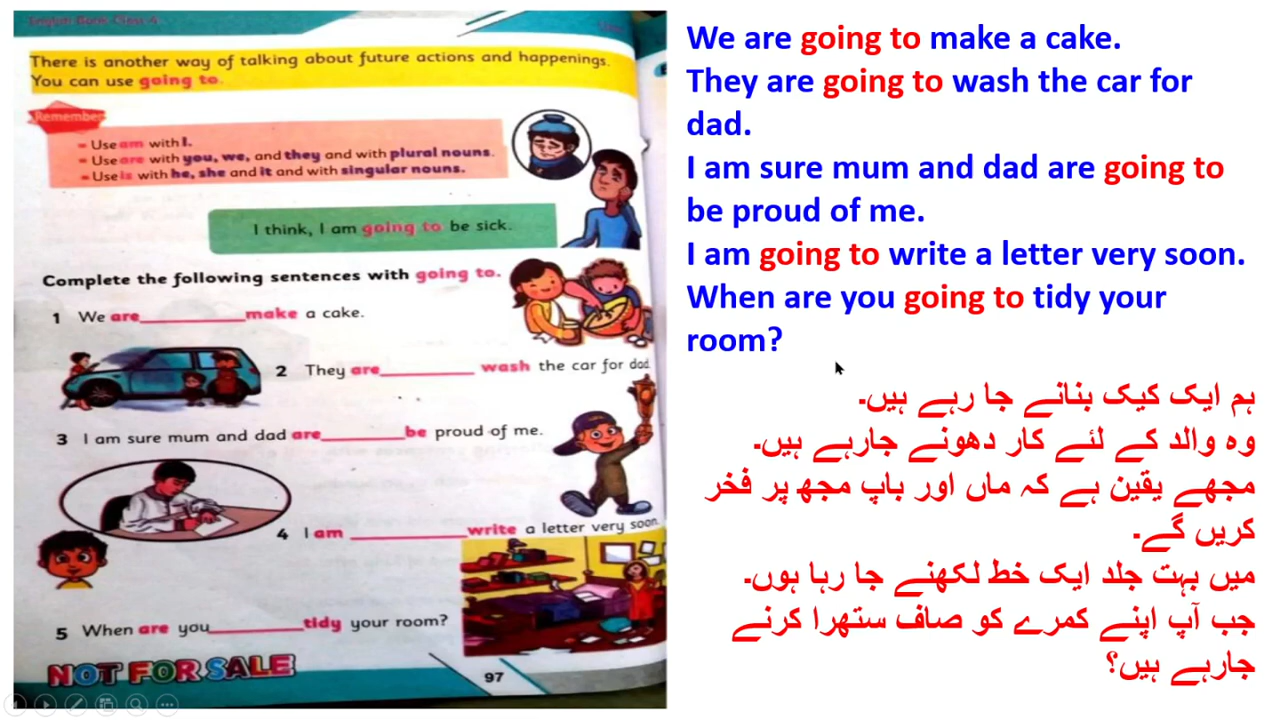 English Book Class 4
There is another way of talking about future actions and happenings.
You can use going to.
Remember
Use am with I.
Use are with you, we, and they and with plural nouns.
Use is with he, she and it and with singular nouns.
I think, I am going to be sick.
Complete the following sentences with going to.
1 We are__________make a cake.
2 They are_________ wash the car for dad.
3 I am sure mum and dad are________be proud of me.
4 I am __________write a letter very soon.
5 When are you_________tidy your room?
NOT FOR SALE
97
We are going to make a cake.
They are going to wash the car for
dad.
I am sure mum and dad are going to
be proud of me.
I am going to write a letter very soon.
When are you going to tidy your
room?
ہم ایک کیک بنانے جا رہے ہیں۔
وہ والد کے لئے کار دھونے جارہے ہیں۔
مجھے یقین ہے کہ ماں اور باپ مجھ پر فخر
کریں گے۔
میں بہت جلد ایک خط لکھنے جا رہا ہوں۔
جب آپ اپنے کمرے کو صاف ستھرا کرنے
جارہے ہیں؟